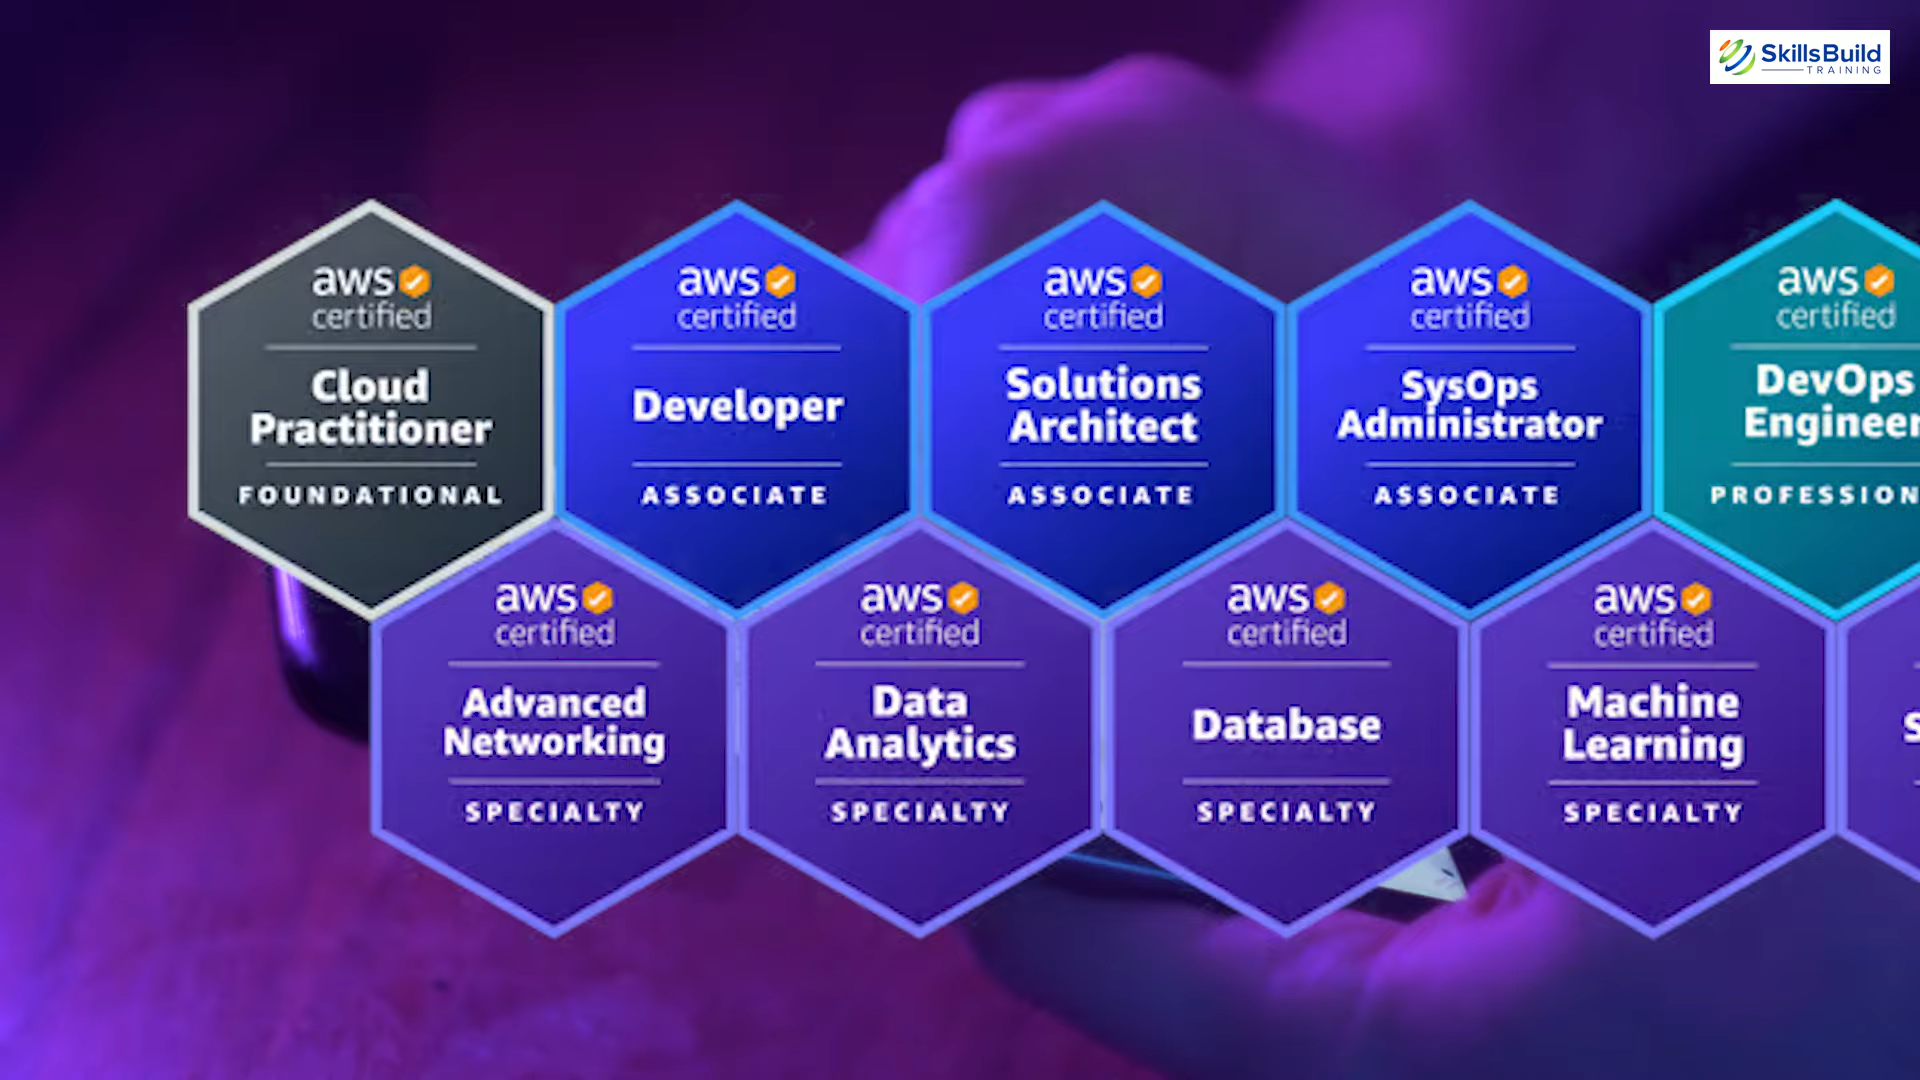 SkillsBuild
TRAINING
aws
certified
Cloud
Practitioner
FOUNDATIONAL
aws
certified
Developer
ASSOCIATE
aws
certified
Solutions
Architect
ASSOCIATE
aws
certified
SysOps
Administrator
ASSOCIATE
aws
certified
DevOps
Engineer
PROFESSION
aws
certified
Advanced
Networking
SPECIALTY
aws
certified
Data
Analytics
SPECIALTY
aws
certified
Database
SPECIALTY
aws
certified
Machine
Learning
SPECIALTY
S